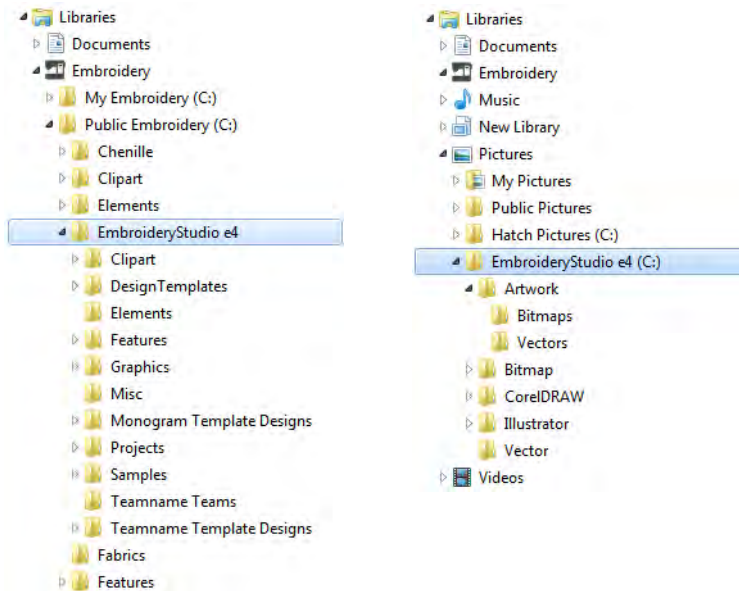 Libraries
Documents
Embroidery
My Embroidery (C:)
Public Embroidery (C:)
Chenille
Clipart
Elements
EmbroideryStudio e4
Clipart
DesignTemplates
Elements
Features
Graphics
Misc
Monogram Template Designs
Projects
Samples
Teamname Teams
Teamname Template Designs
Fabrics
Features
Libraries
Documents
Embroidery
Music
New Library
Pictures
My Pictures
Public Pictures
Hatch Pictures (C:)
EmbroideryStudio e4 (C:)
Artwork
Bitmaps
Vectors
Bitmap
CorelDRAW
Illustrator
Vector
Videos